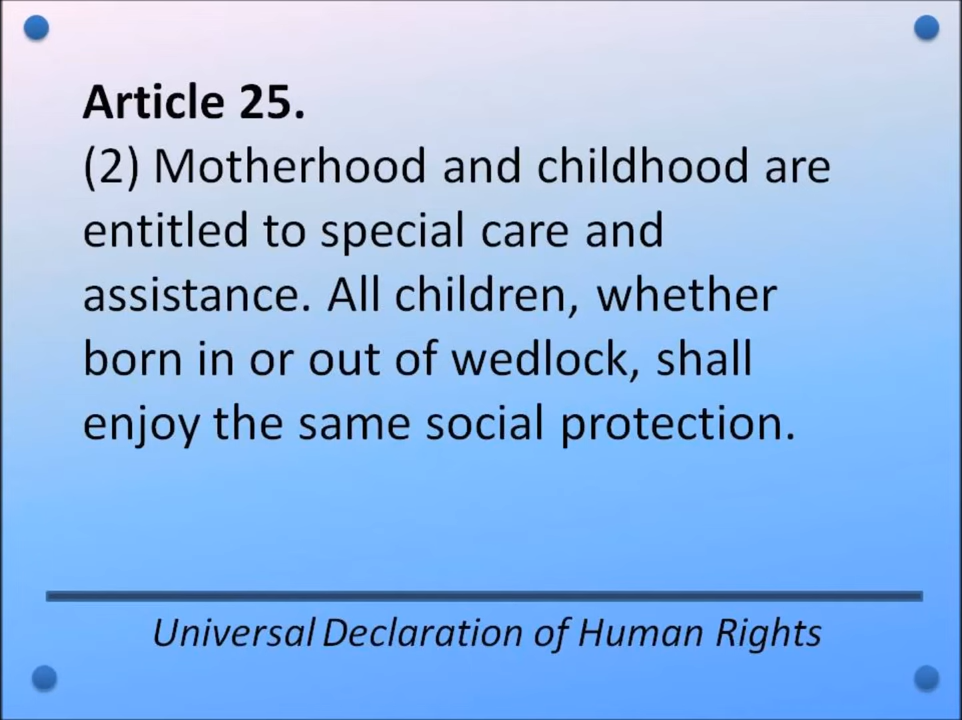 Article 25.
(2) Motherhood and childhood are
entitled to special care and
assistance. All children, whether
born in or out of wedlock, shall
enjoy the same social protection.
Universal Declaration of Human Rights